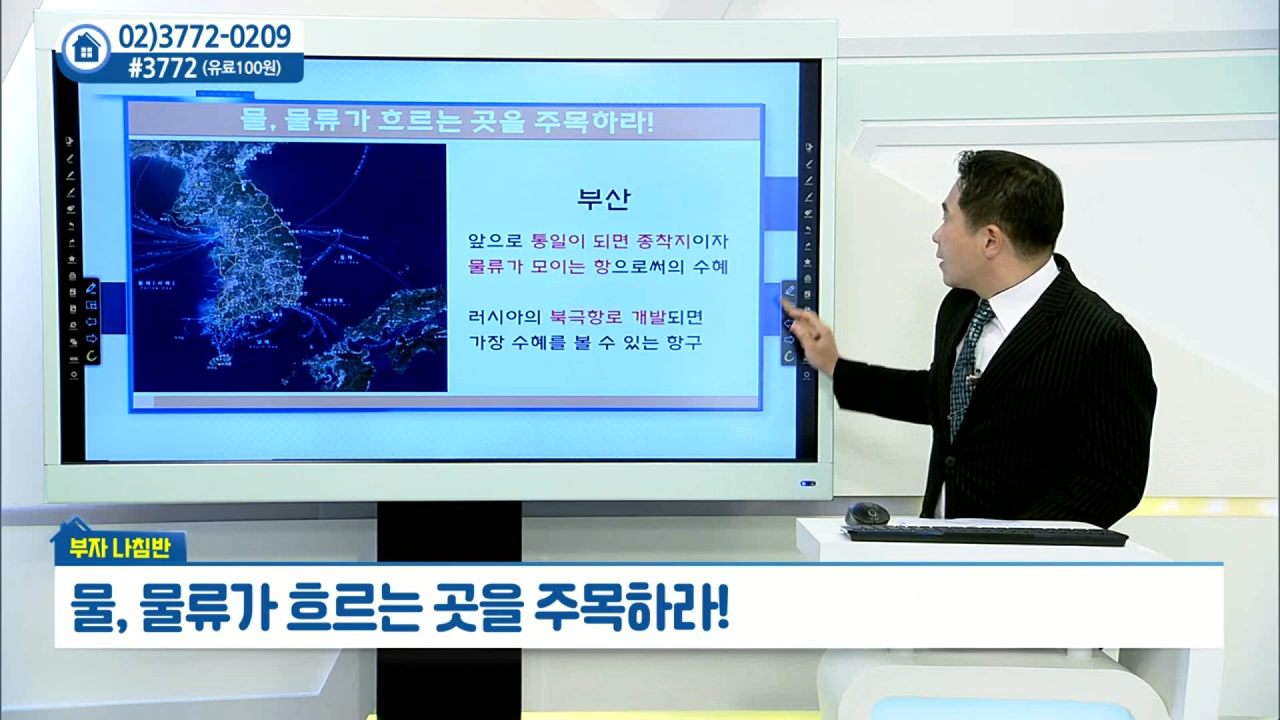 02)3772-0209
#3772 (유료100원)
물, 물류가 흐르는 곳을 주목하라!
부산
앞으로 통일이 되면 종착지이자
물류가 모이는 항으로써의 수혜
러시아의 북극항로 개발되면
가장 수혜를 볼 수 있는 항구
부자 나침반
물, 물류가 흐르는 곳을 주목하라!